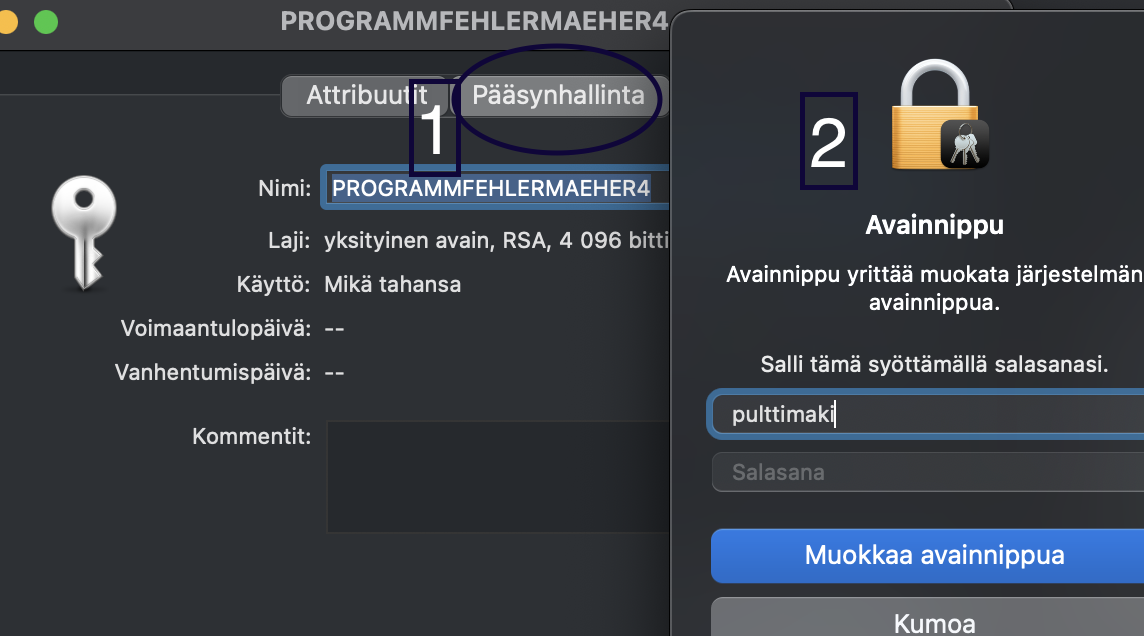 PROGRAMMFEHLERMAEHER4
Attribuutit
Pääsynhallinta
1
Nimi: PROGRAMMFEHLERMAEHER4
Laji: yksityinen avain, RSA, 4 096 bitti
Käyttö: Mikä tahansa
Voimaantulopäivä: --
Vanhentumispäivä: --
Kommentit:
2
Avainnippu
Avainnippu yrittää muokata järjestelmän
avainnippua.
Salli tämä syöttämällä salasanasi.
pulttimaki
Salasana
Muokkaa avainnippua
Kumoa